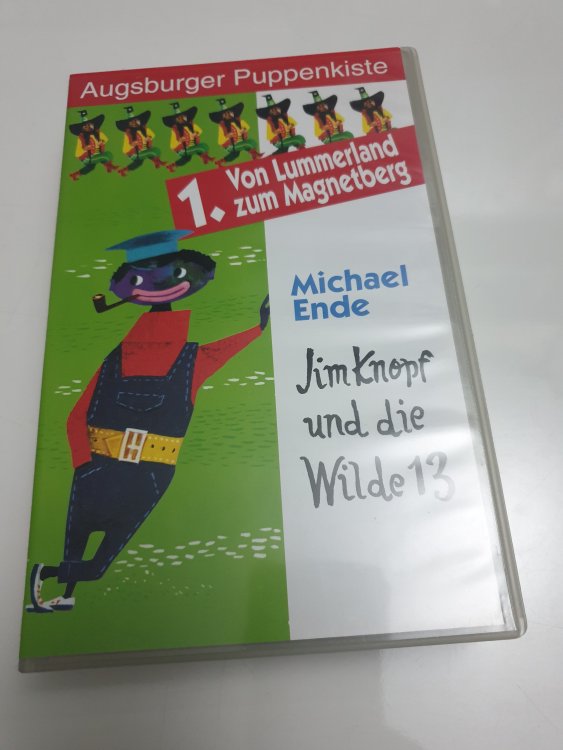 Augsburger Puppenkiste
1. Von Lummerland
zum Magnetberg
Michael
Ende
Jim Knopf
und die
Wilde 13